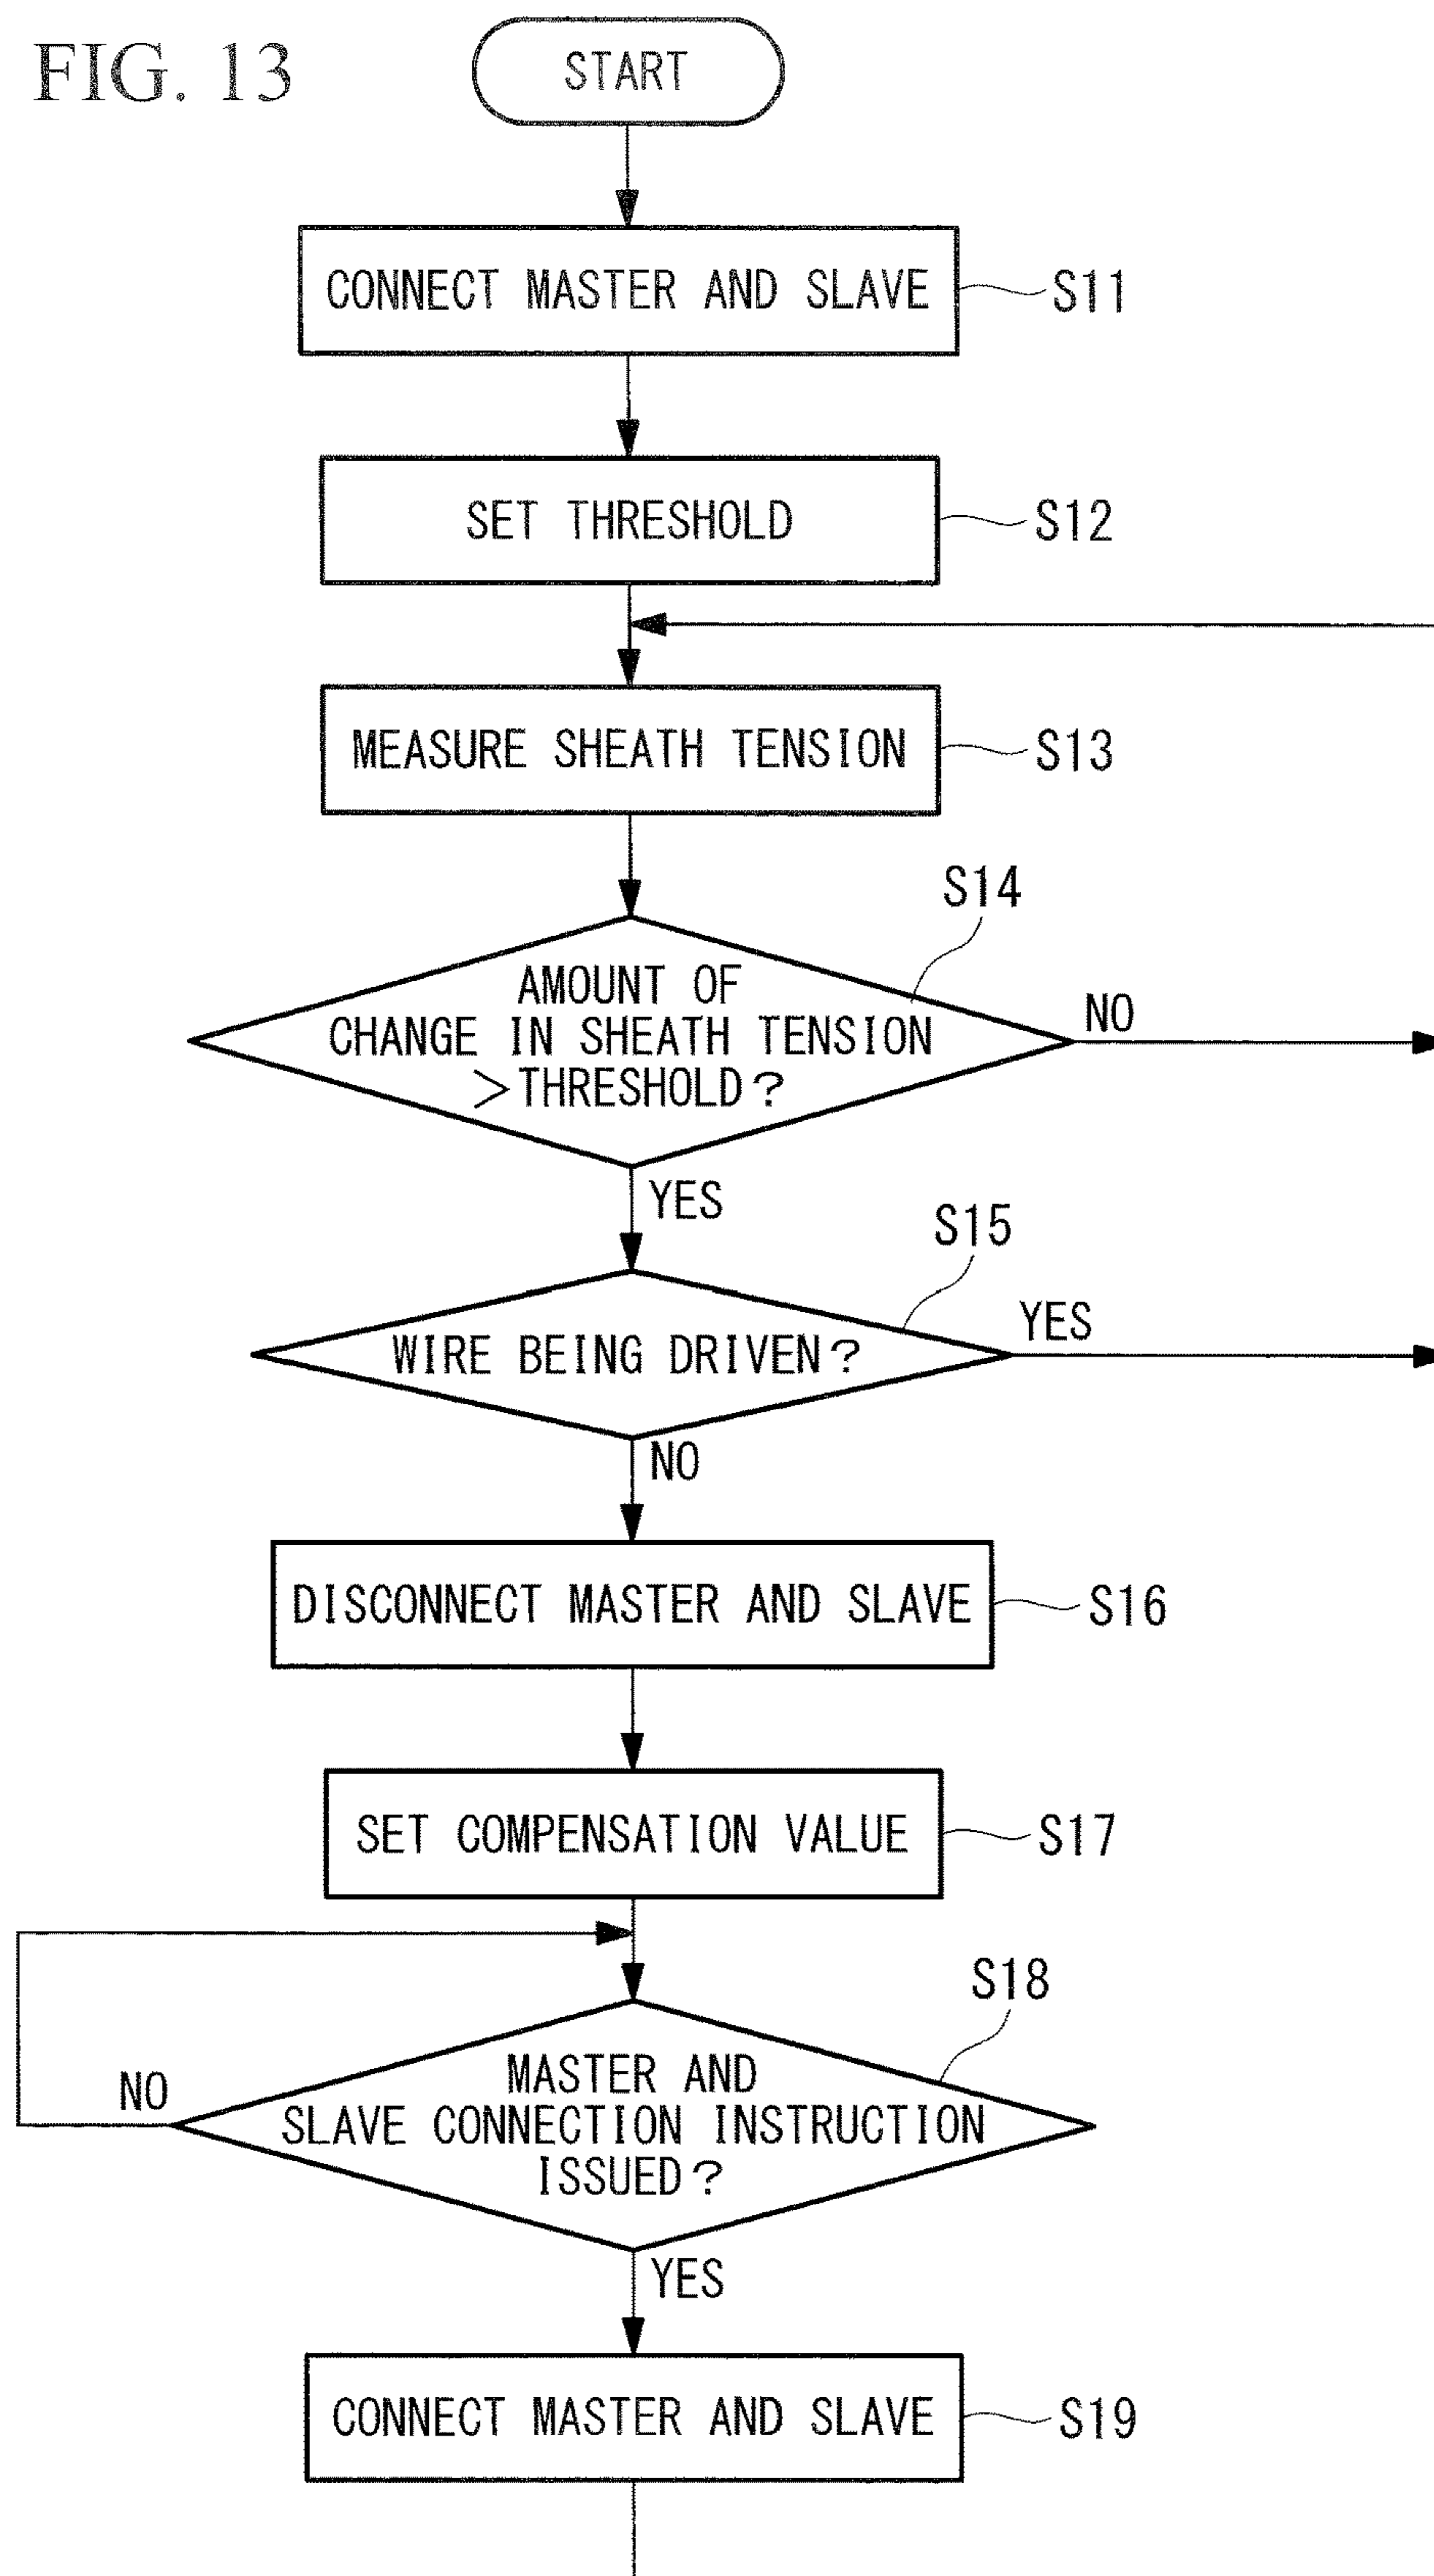 FIG. 13
START
CONNECT MASTER AND SLAVE
S11
SET THRESHOLD
S12
MEASURE SHEATH TENSION
S13
S14
AMOUNT OF
CHANGE IN SHEATH TENSION
>THRESHOLD?
NO
YES
S15
WIRE BEING DRIVEN?
YES
NO
DISCONNECT MASTER AND SLAVE
S16
SET COMPENSATION VALUE
S17
S18
MASTER AND
SLAVE CONNECTION INSTRUCTION
ISSUED?
NO
YES
CONNECT MASTER AND SLAVE
S19